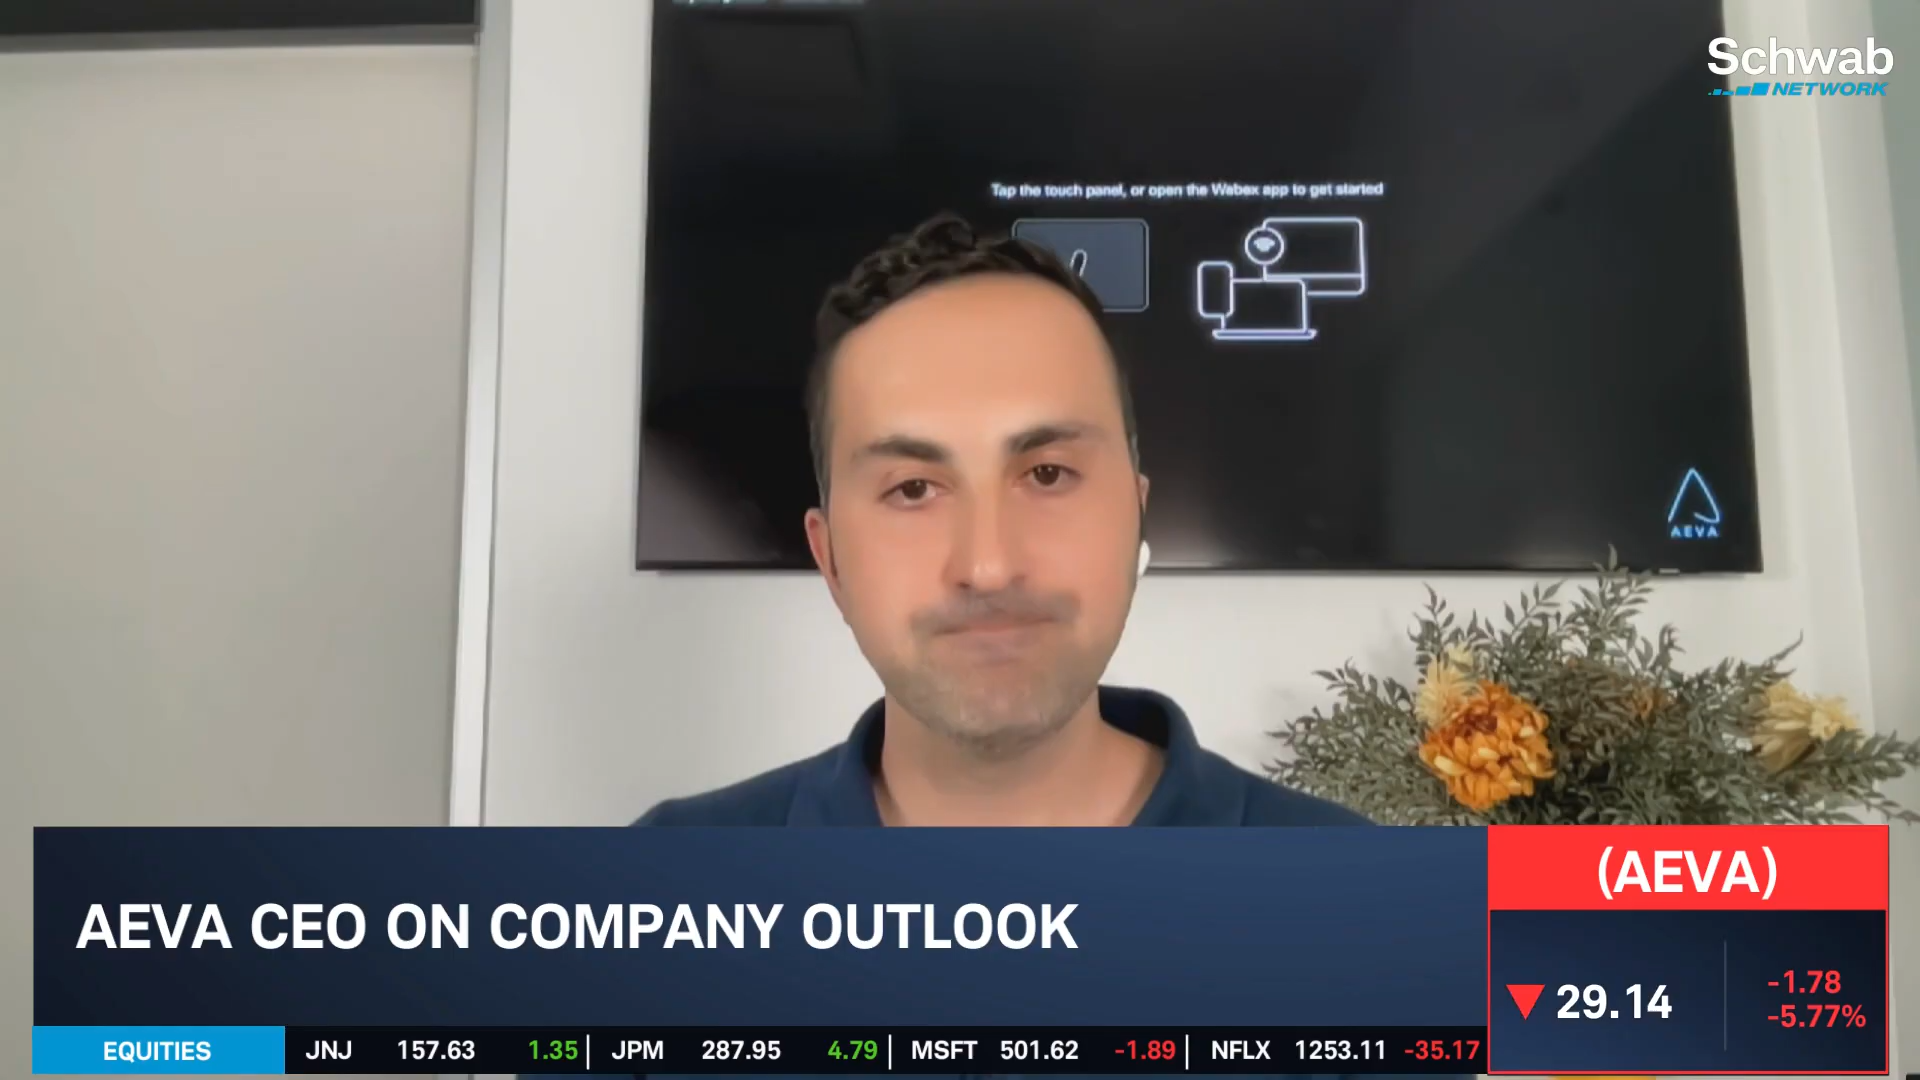 Schwab
NETWORK
Tap the touch panel, or open the Webex app to get started
AEVA
AEVA CEO ON COMPANY OUTLOOK
(AEVA)
29.14
-1.78
-5.77%
EQUITIES
JNJ 157.63 1.35 JPM 287.95 4.79 MSFT 501.62 -1.89 NFLX 1253.11 -35.17